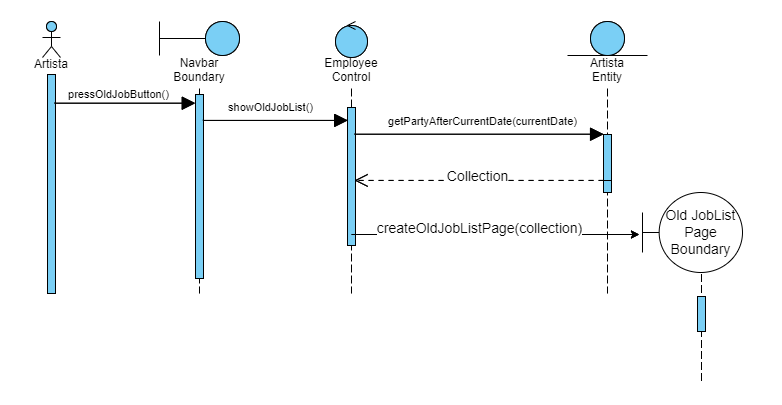 Artista
Navbar
Boundary
Employee
Control
Artista
Entity
pressOldJobButton()
showOldJobList()
getPartyAfterCurrentDate(currentDate)
Collection
createOldJobListPage(collection)
Old JobList
Page
Boundary